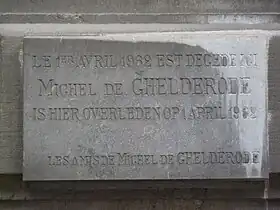 LE 1ER AVRIL 1962 EST DÉCÉDÉ ICI
MICHEL DE GHELDERODE
IS HIER OVERLEDEN OP 1 APRIL 1962
LES AMIS DE MICHEL DE GHELDERODE